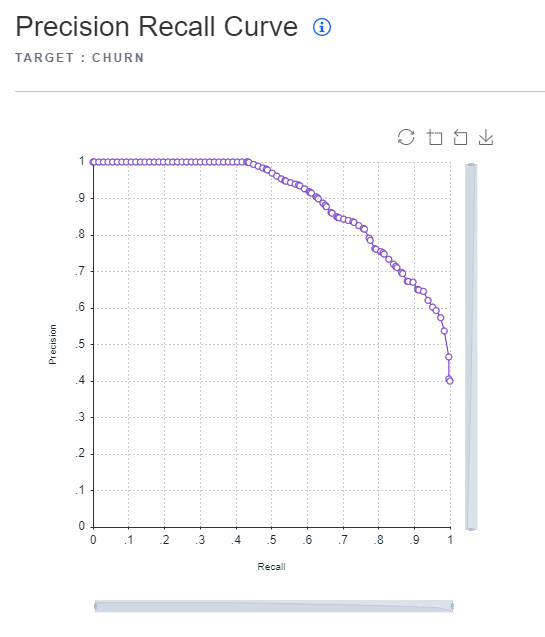 Precision Recall Curve
TARGET : CHURN
1
.9
.8
.7
.6
.5
.4
.3
.2
.1
0
Precision
0 .1 .2 .3 .4 .5 .6 .7 .8 .9 1
Recall